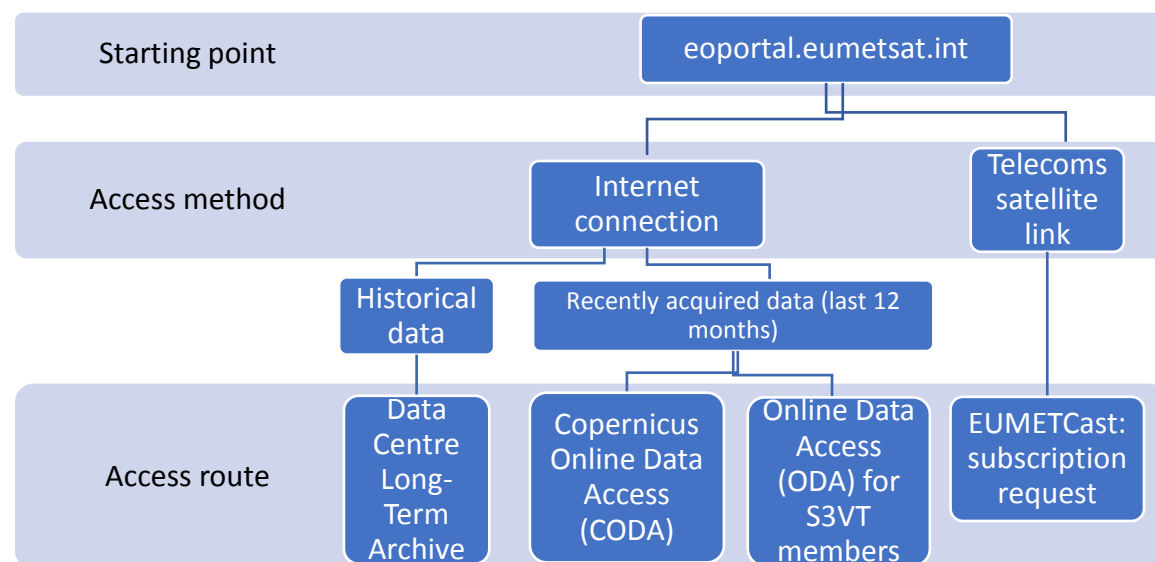 Starting point
eoportal.eumetsat.int
Access method
Internet
connection
Telecoms
satellite
link
Historical
data
Recently acquired data (last 12
months)
Access route
Data
Centre
Long-
Term
Archive
Copernicus
Online Data
Access
(CODA)
Online Data
Access
(ODA) for
S3VT
members
EUMETCast:
subscription
request